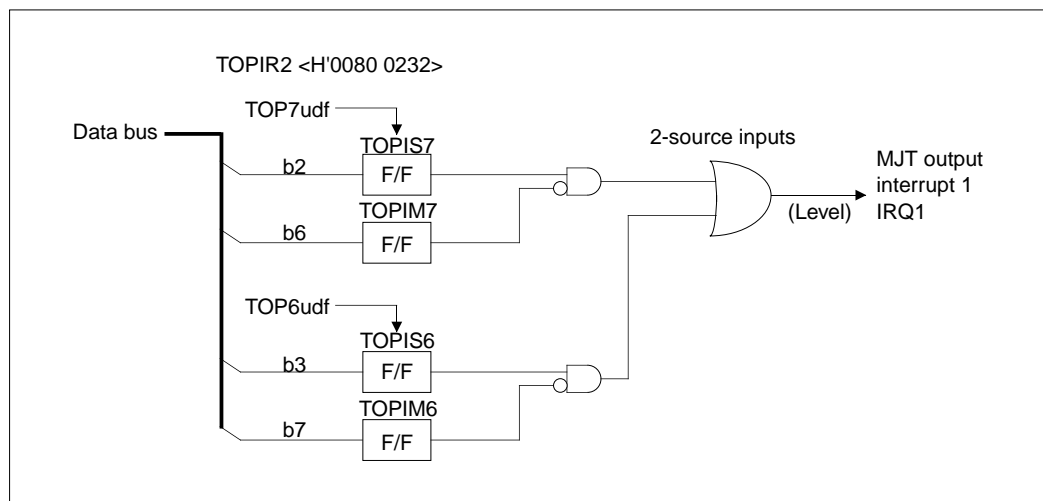 TOPIR2 <H'0080 0232>
TOP7udf
Data bus
TOPIS7
2-source inputs
b2
F/F
MJT output
interrupt 1
IRQ1
(Level)
TOPIM7
b6
F/F
TOP6udf
TOPIS6
b3
F/F
TOPIM6
b7
F/F